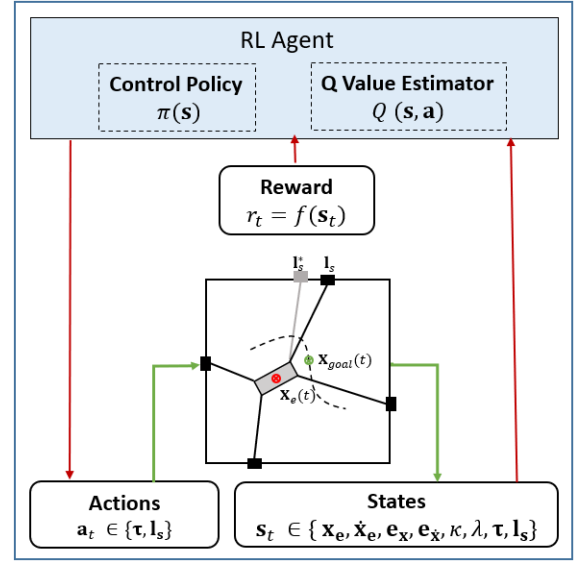 RL Agent
Control Policy
π(𝐬)
Q Value Estimator
Q (𝐬, 𝐚)
Reward
r_t = f(𝐬_t)
𝐥_s^* 𝐥_s
𝐱_goal(t)
𝐱_e(t)
Actions
𝐚_t ∈ {𝛕, 𝐥_s}
States
𝐬_t ∈ { 𝐱_𝐞, 𝐱̇_𝐞, 𝐞_𝐱, 𝐞_𝐱̇, κ, λ, 𝛕, 𝐥_𝐬}